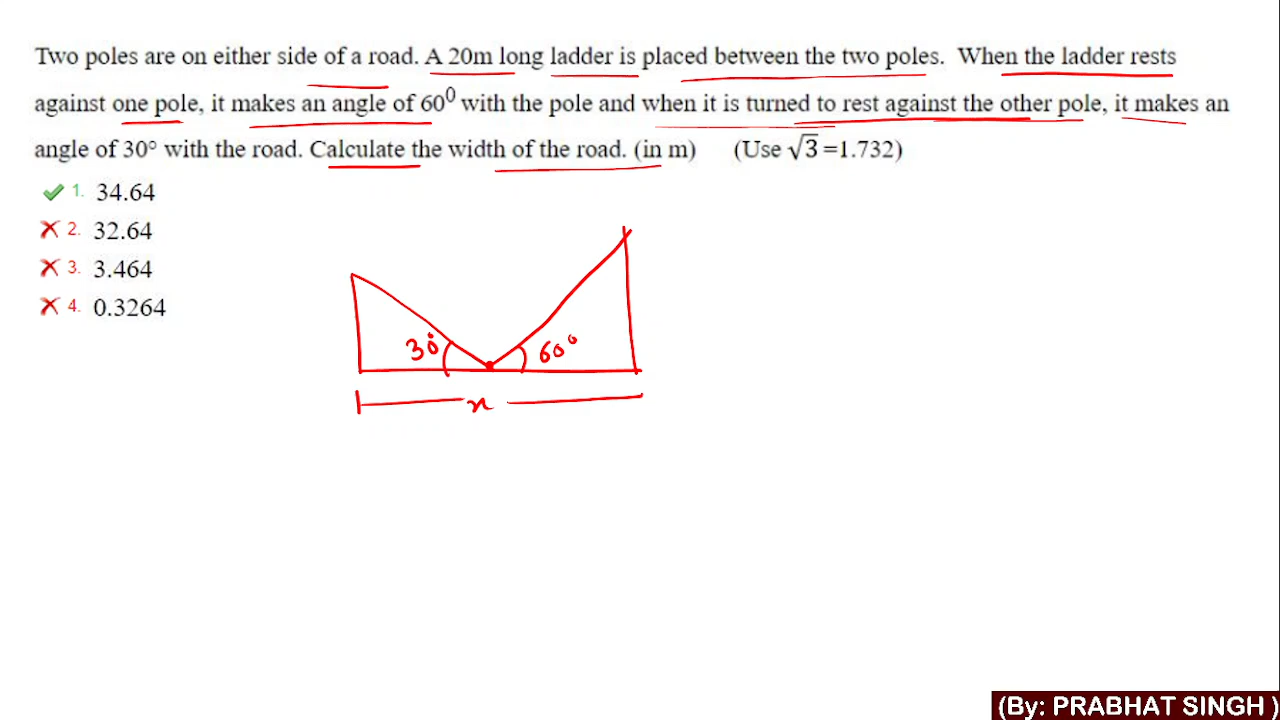 Two poles are on either side of a road. A 20m long ladder is placed between the two poles. When the ladder rests
against one pole, it makes an angle of 60⁰ with the pole and when it is turned to rest against the other pole, it makes an
angle of 30° with the road. Calculate the width of the road. (in m) (Use √3=1.732)
1. 34.64
2. 32.64
3. 3.464
4. 0.3264
30° 60°
x
(By: PRABHAT SINGH )